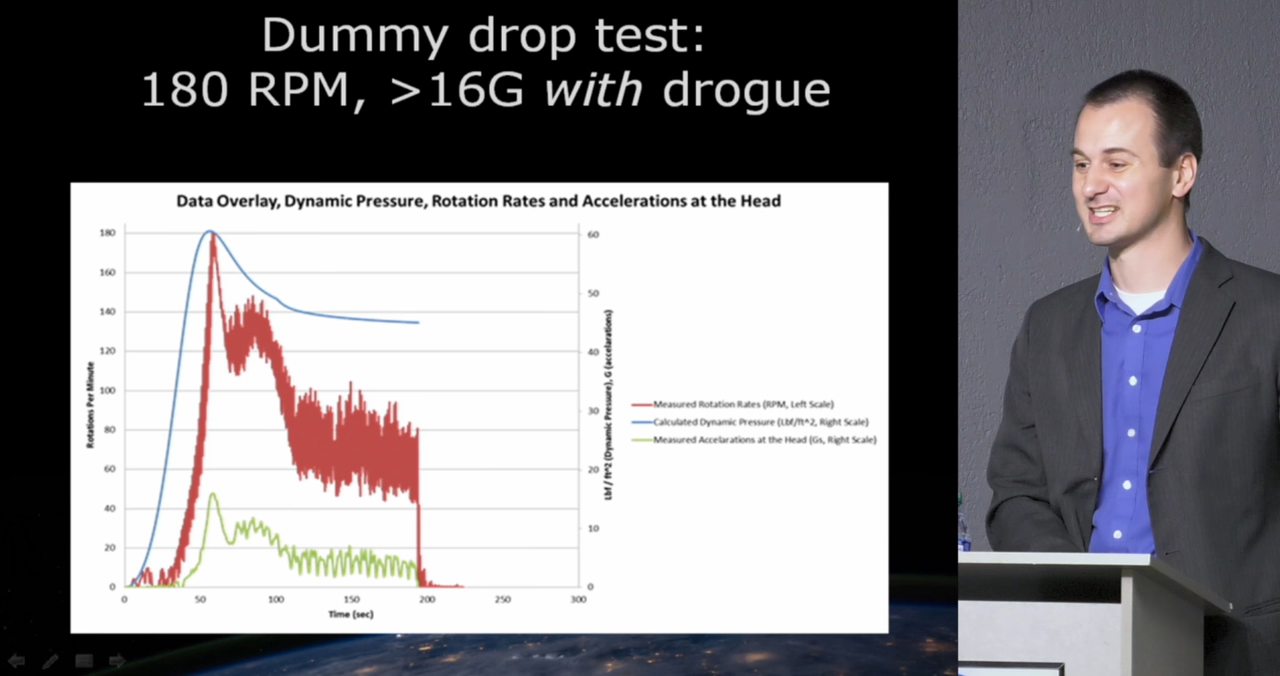 Dummy drop test:
180 RPM, >16G with drogue
Data Overlay, Dynamic Pressure, Rotation Rates and Accelerations at the Head
180
160
140
120
100
80
60
40
20
0
Rotations Per Minute
60
50
40
30
20
10
0
Lbf / ft^2 (Dynamic Pressure), G (accelarations)
0
50
100
150
200
250
300
Time (sec)
Measured Rotation Rates (RPM, Left Scale)
Calculated Dynamic Pressure (Lbf/ft^2, Right Scale)
Measured Accelarations at the Head (Gs, Right Scale)